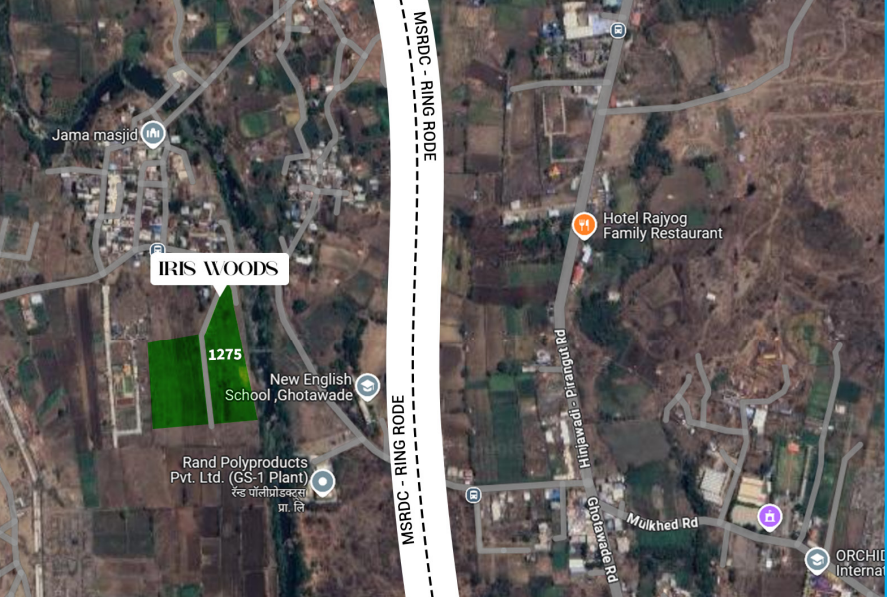 MSRDC - RING RODE
Jama masjid
Hotel Rajyog
Family Restaurant
IRIS WOODS
1275
Hinjawadi - Pirangut Rd
New English
School ,Ghotawade
MSRDC - RING RODE
Rand Polyproducts
Pvt. Ltd. (GS-1 Plant)
रॅन्ड पॉलीप्रोडक्ट्स
प्रा. लि
Ghotawade Rd
Mulkhed Rd
ORCHID
Internat